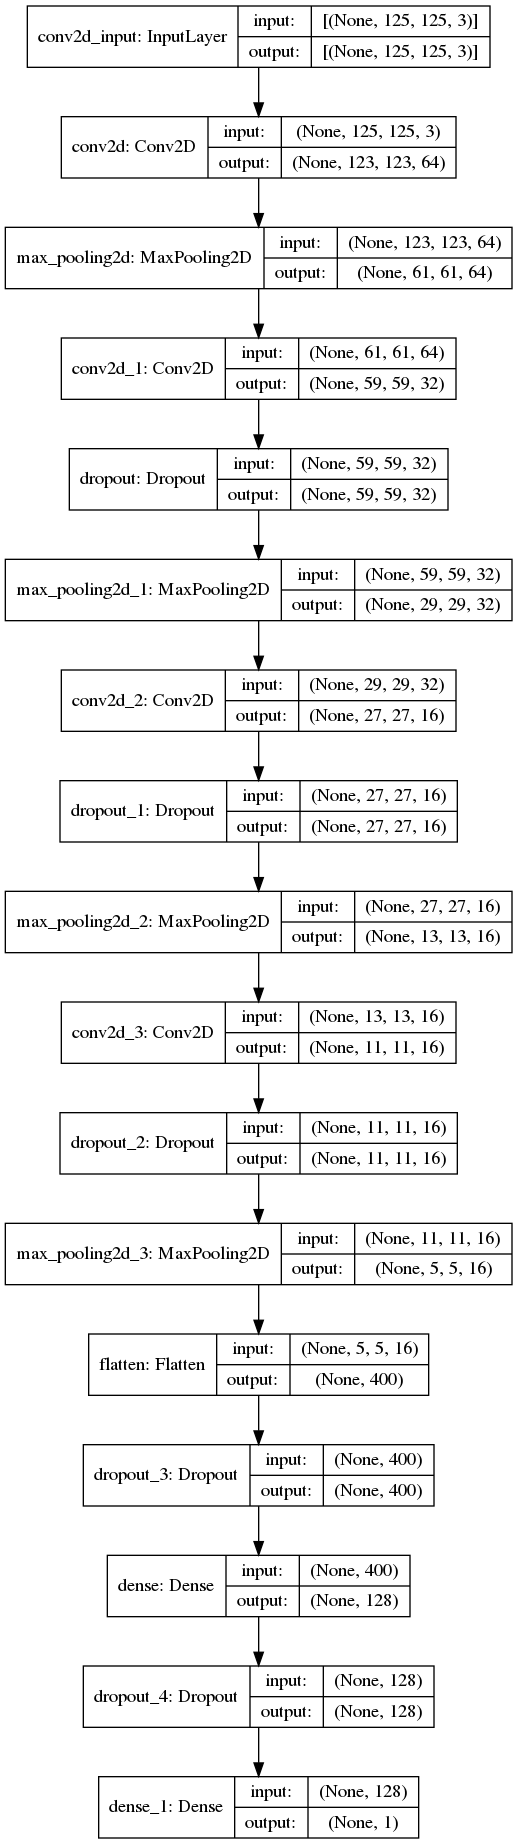 conv2d_input: InputLayer
input: [(None, 125, 125, 3)]
output: [(None, 125, 125, 3)]
conv2d: Conv2D
input: (None, 125, 125, 3)
output: (None, 123, 123, 64)
max_pooling2d: MaxPooling2D
input: (None, 123, 123, 64)
output: (None, 61, 61, 64)
conv2d_1: Conv2D
input: (None, 61, 61, 64)
output: (None, 59, 59, 32)
dropout: Dropout
input: (None, 59, 59, 32)
output: (None, 59, 59, 32)
max_pooling2d_1: MaxPooling2D
input: (None, 59, 59, 32)
output: (None, 29, 29, 32)
conv2d_2: Conv2D
input: (None, 29, 29, 32)
output: (None, 27, 27, 16)
dropout_1: Dropout
input: (None, 27, 27, 16)
output: (None, 27, 27, 16)
max_pooling2d_2: MaxPooling2D
input: (None, 27, 27, 16)
output: (None, 13, 13, 16)
conv2d_3: Conv2D
input: (None, 13, 13, 16)
output: (None, 11, 11, 16)
dropout_2: Dropout
input: (None, 11, 11, 16)
output: (None, 11, 11, 16)
max_pooling2d_3: MaxPooling2D
input: (None, 11, 11, 16)
output: (None, 5, 5, 16)
flatten: Flatten
input: (None, 5, 5, 16)
output: (None, 400)
dropout_3: Dropout
input: (None, 400)
output: (None, 400)
dense: Dense
input: (None, 400)
output: (None, 128)
dropout_4: Dropout
input: (None, 128)
output: (None, 128)
dense_1: Dense
input: (None, 128)
output: (None, 1)